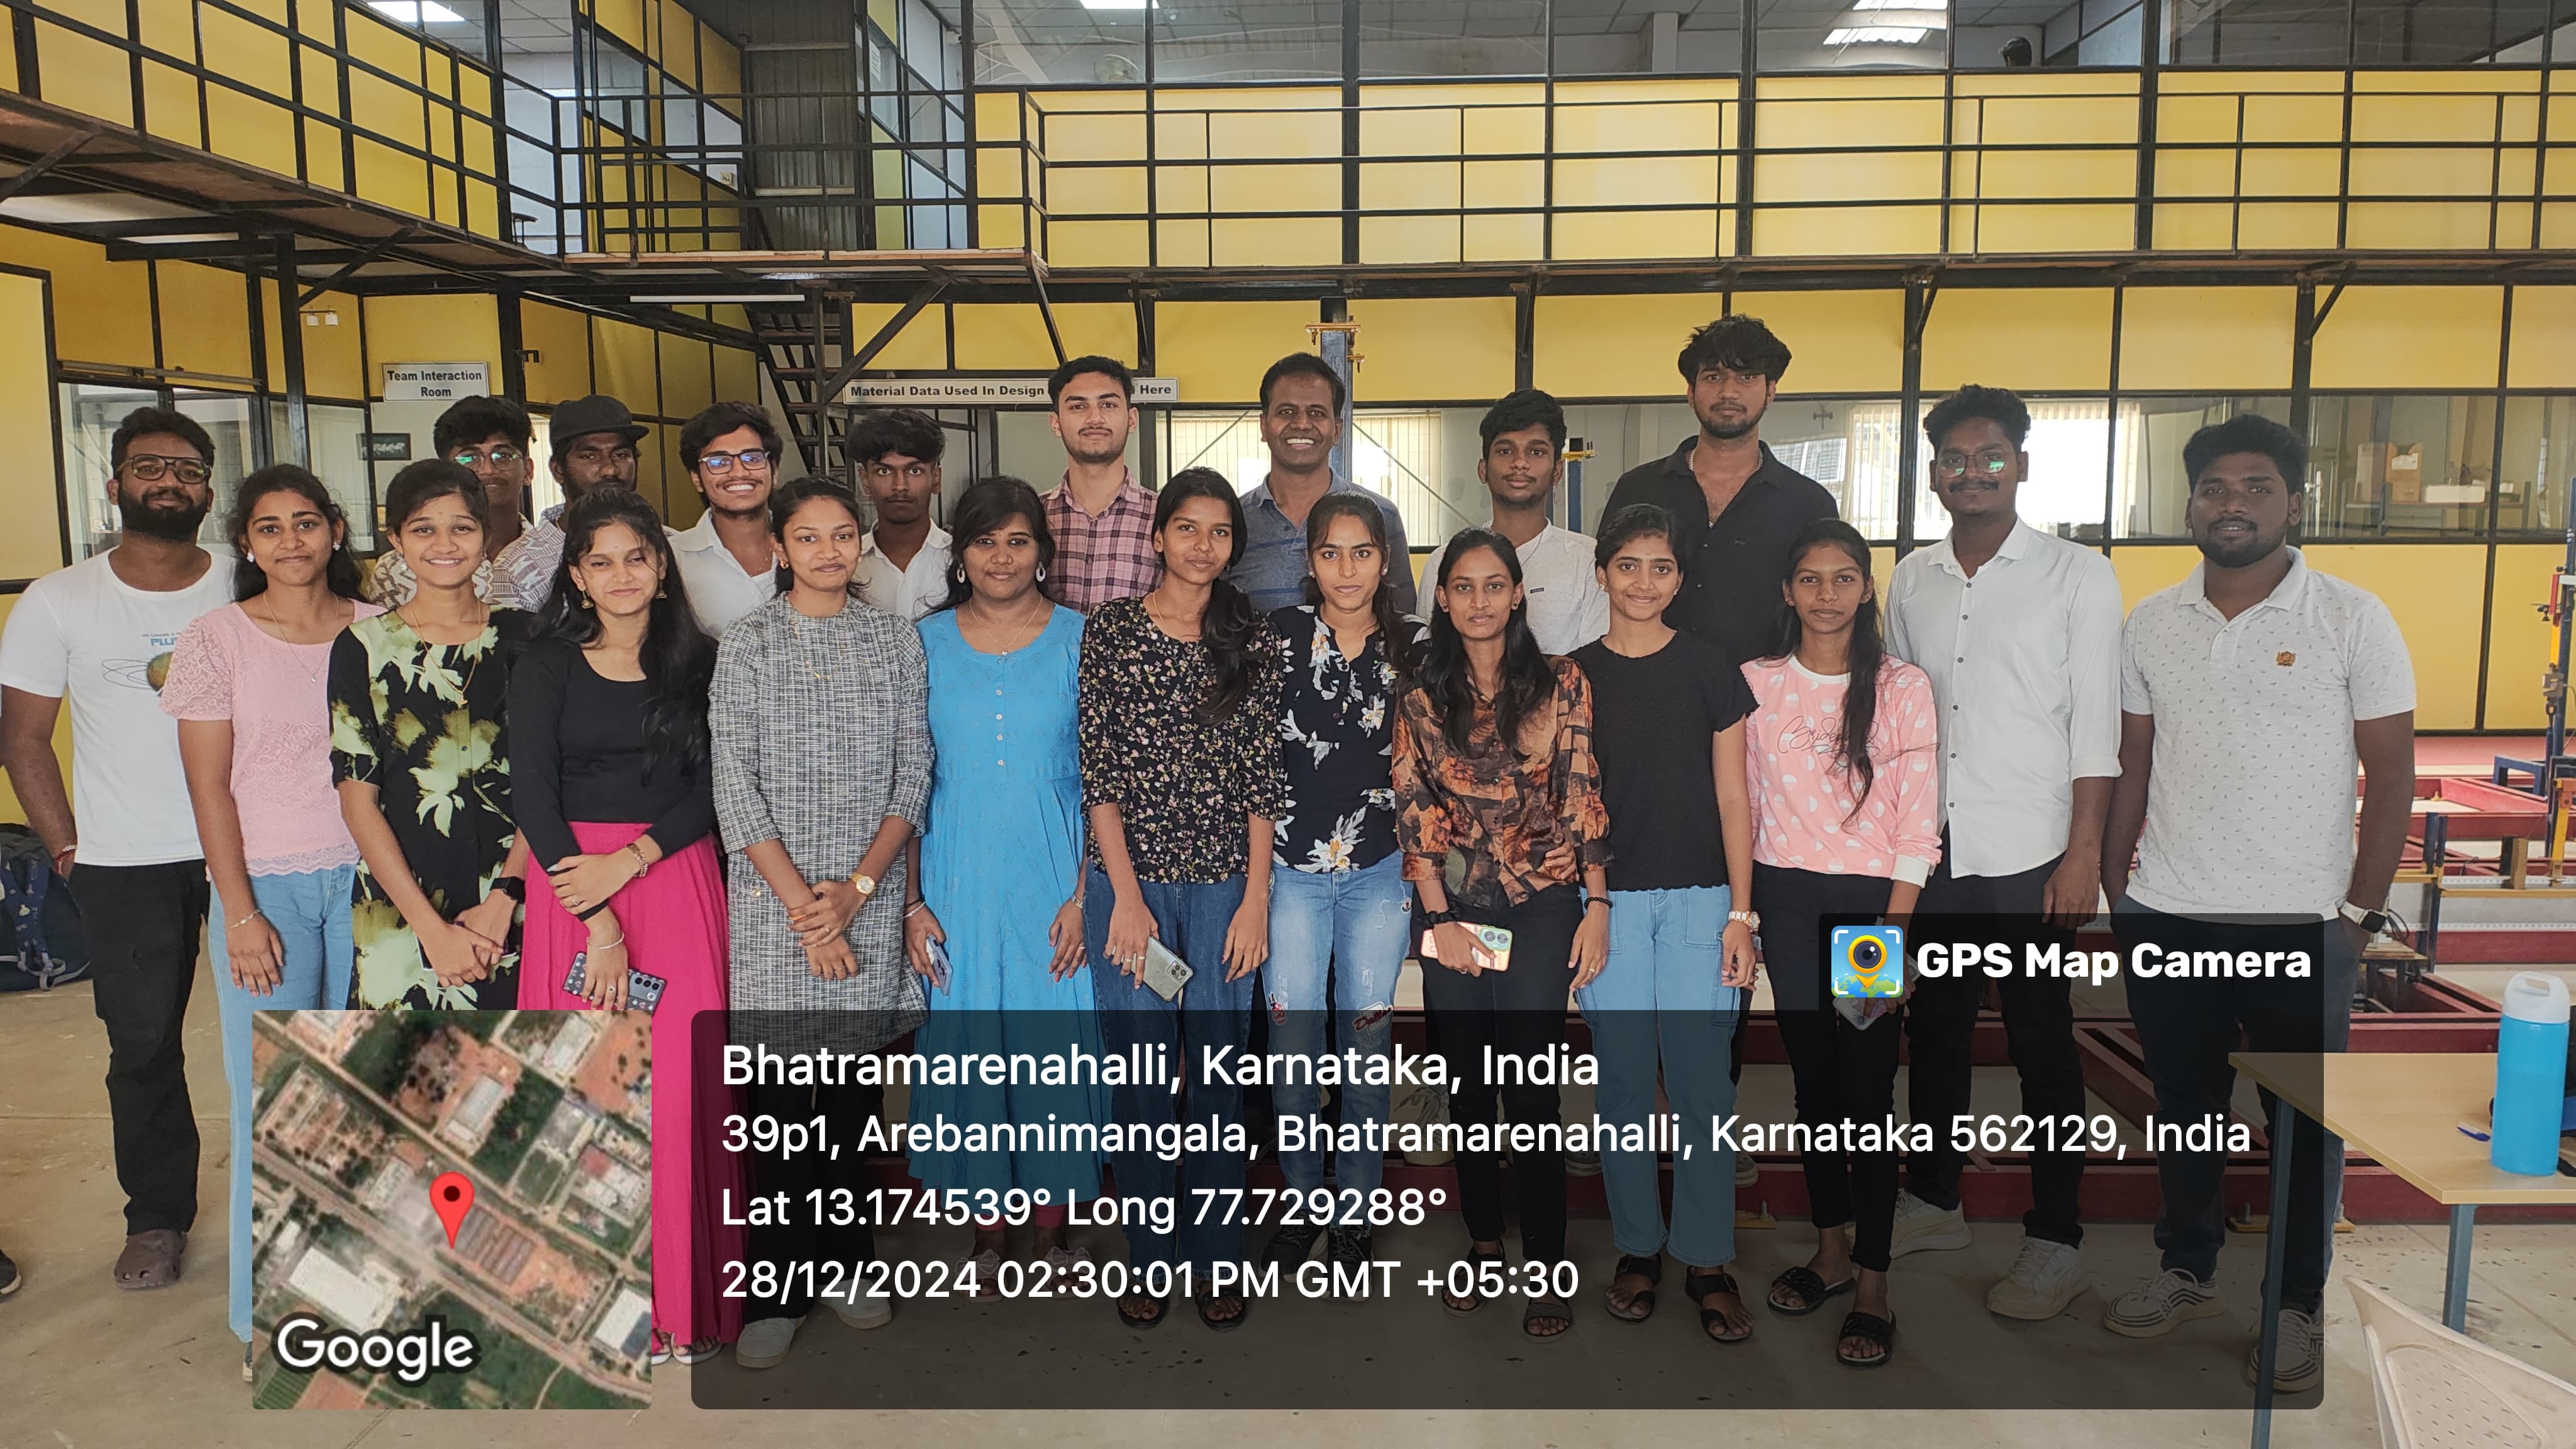 Team Interaction
Room
Material Data Used In Design
Here
GPS Map Camera
Bhatramarenahalli, Karnataka, India
39p1, Arebannimangala, Bhatramarenahalli, Karnataka 562129, India
Lat 13.174539° Long 77.729288°
28/12/2024 02:30:01 PM GMT +05:30
Google